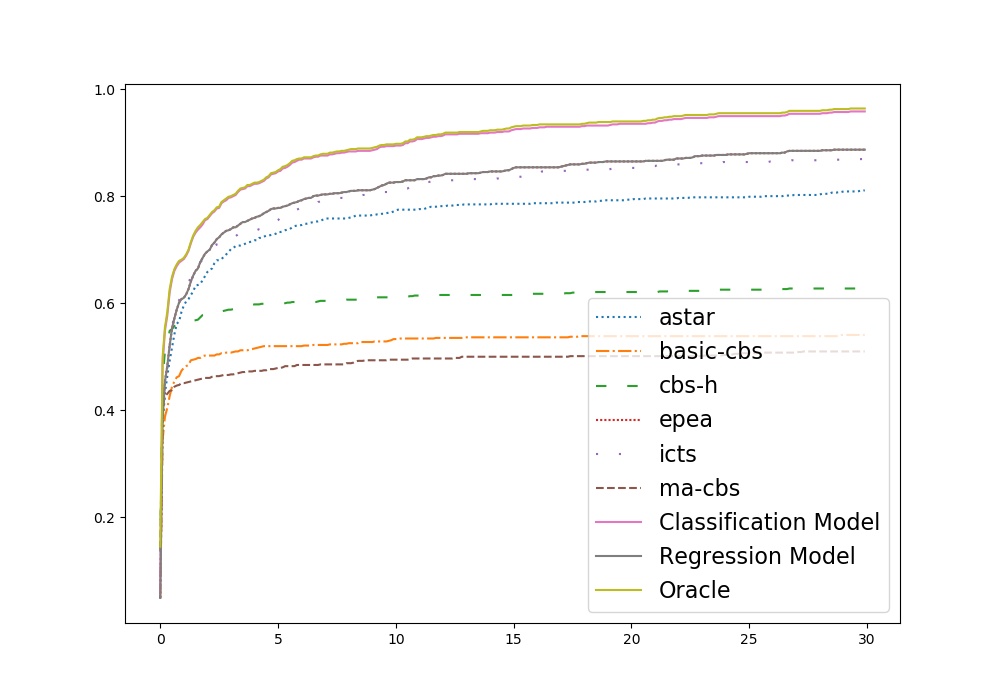 1.0
0.8
0.6
0.4
0.2
0
5
10
15
20
25
30
astar
basic-cbs
cbs-h
epea
icts
ma-cbs
Classification Model
Regression Model
Oracle